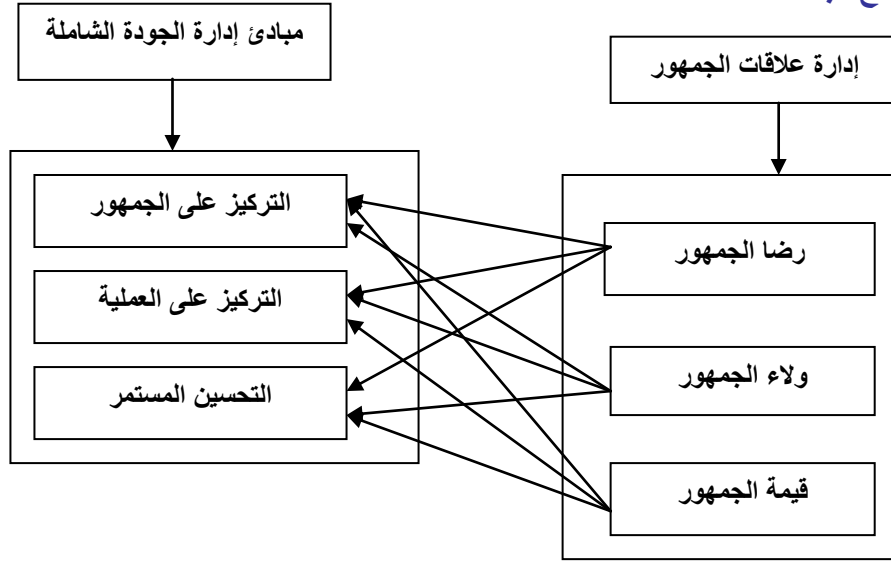 إدارة علاقات الجمهور
مبادئ إدارة الجودة الشاملة
رضا الجمهور
ولاء الجمهور
قيمة الجمهور
التركيز على الجمهور
التركيز على العملية
التحسين المستمر